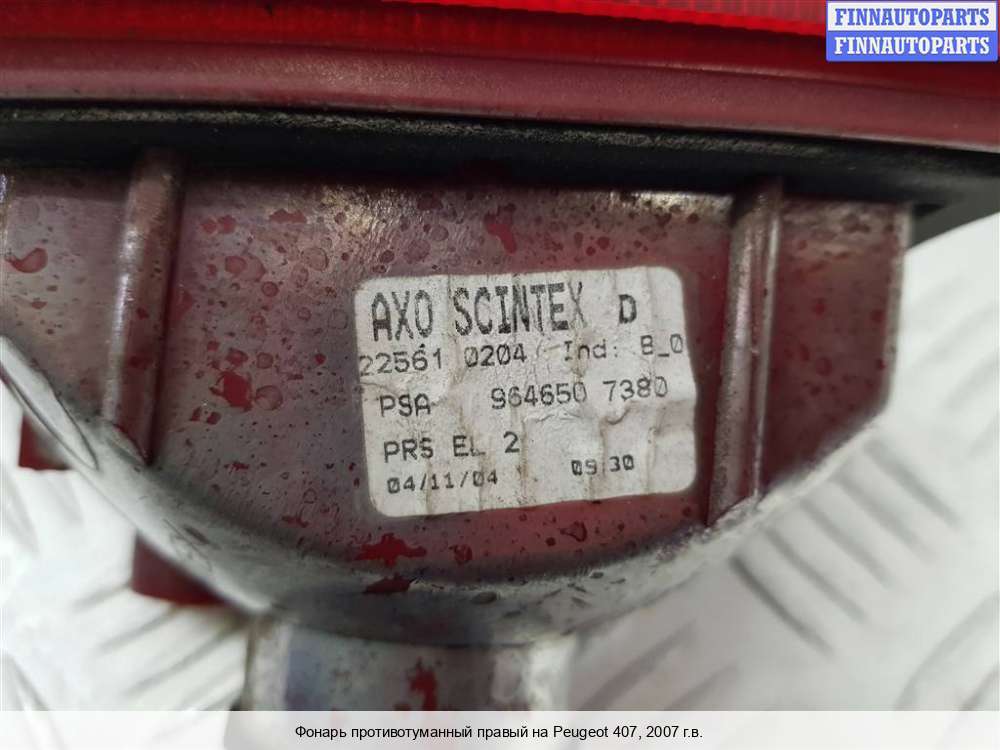 FINNAUTOPARTS
FINNAUTOPARTS
AXO SCINTEX D
22561 0204 Ind: B_0
PSA 964650 7380
PRS EL 2
04/11/04 09:30
Фонарь противотуманный правый на Peugeot 407, 2007 г.в.